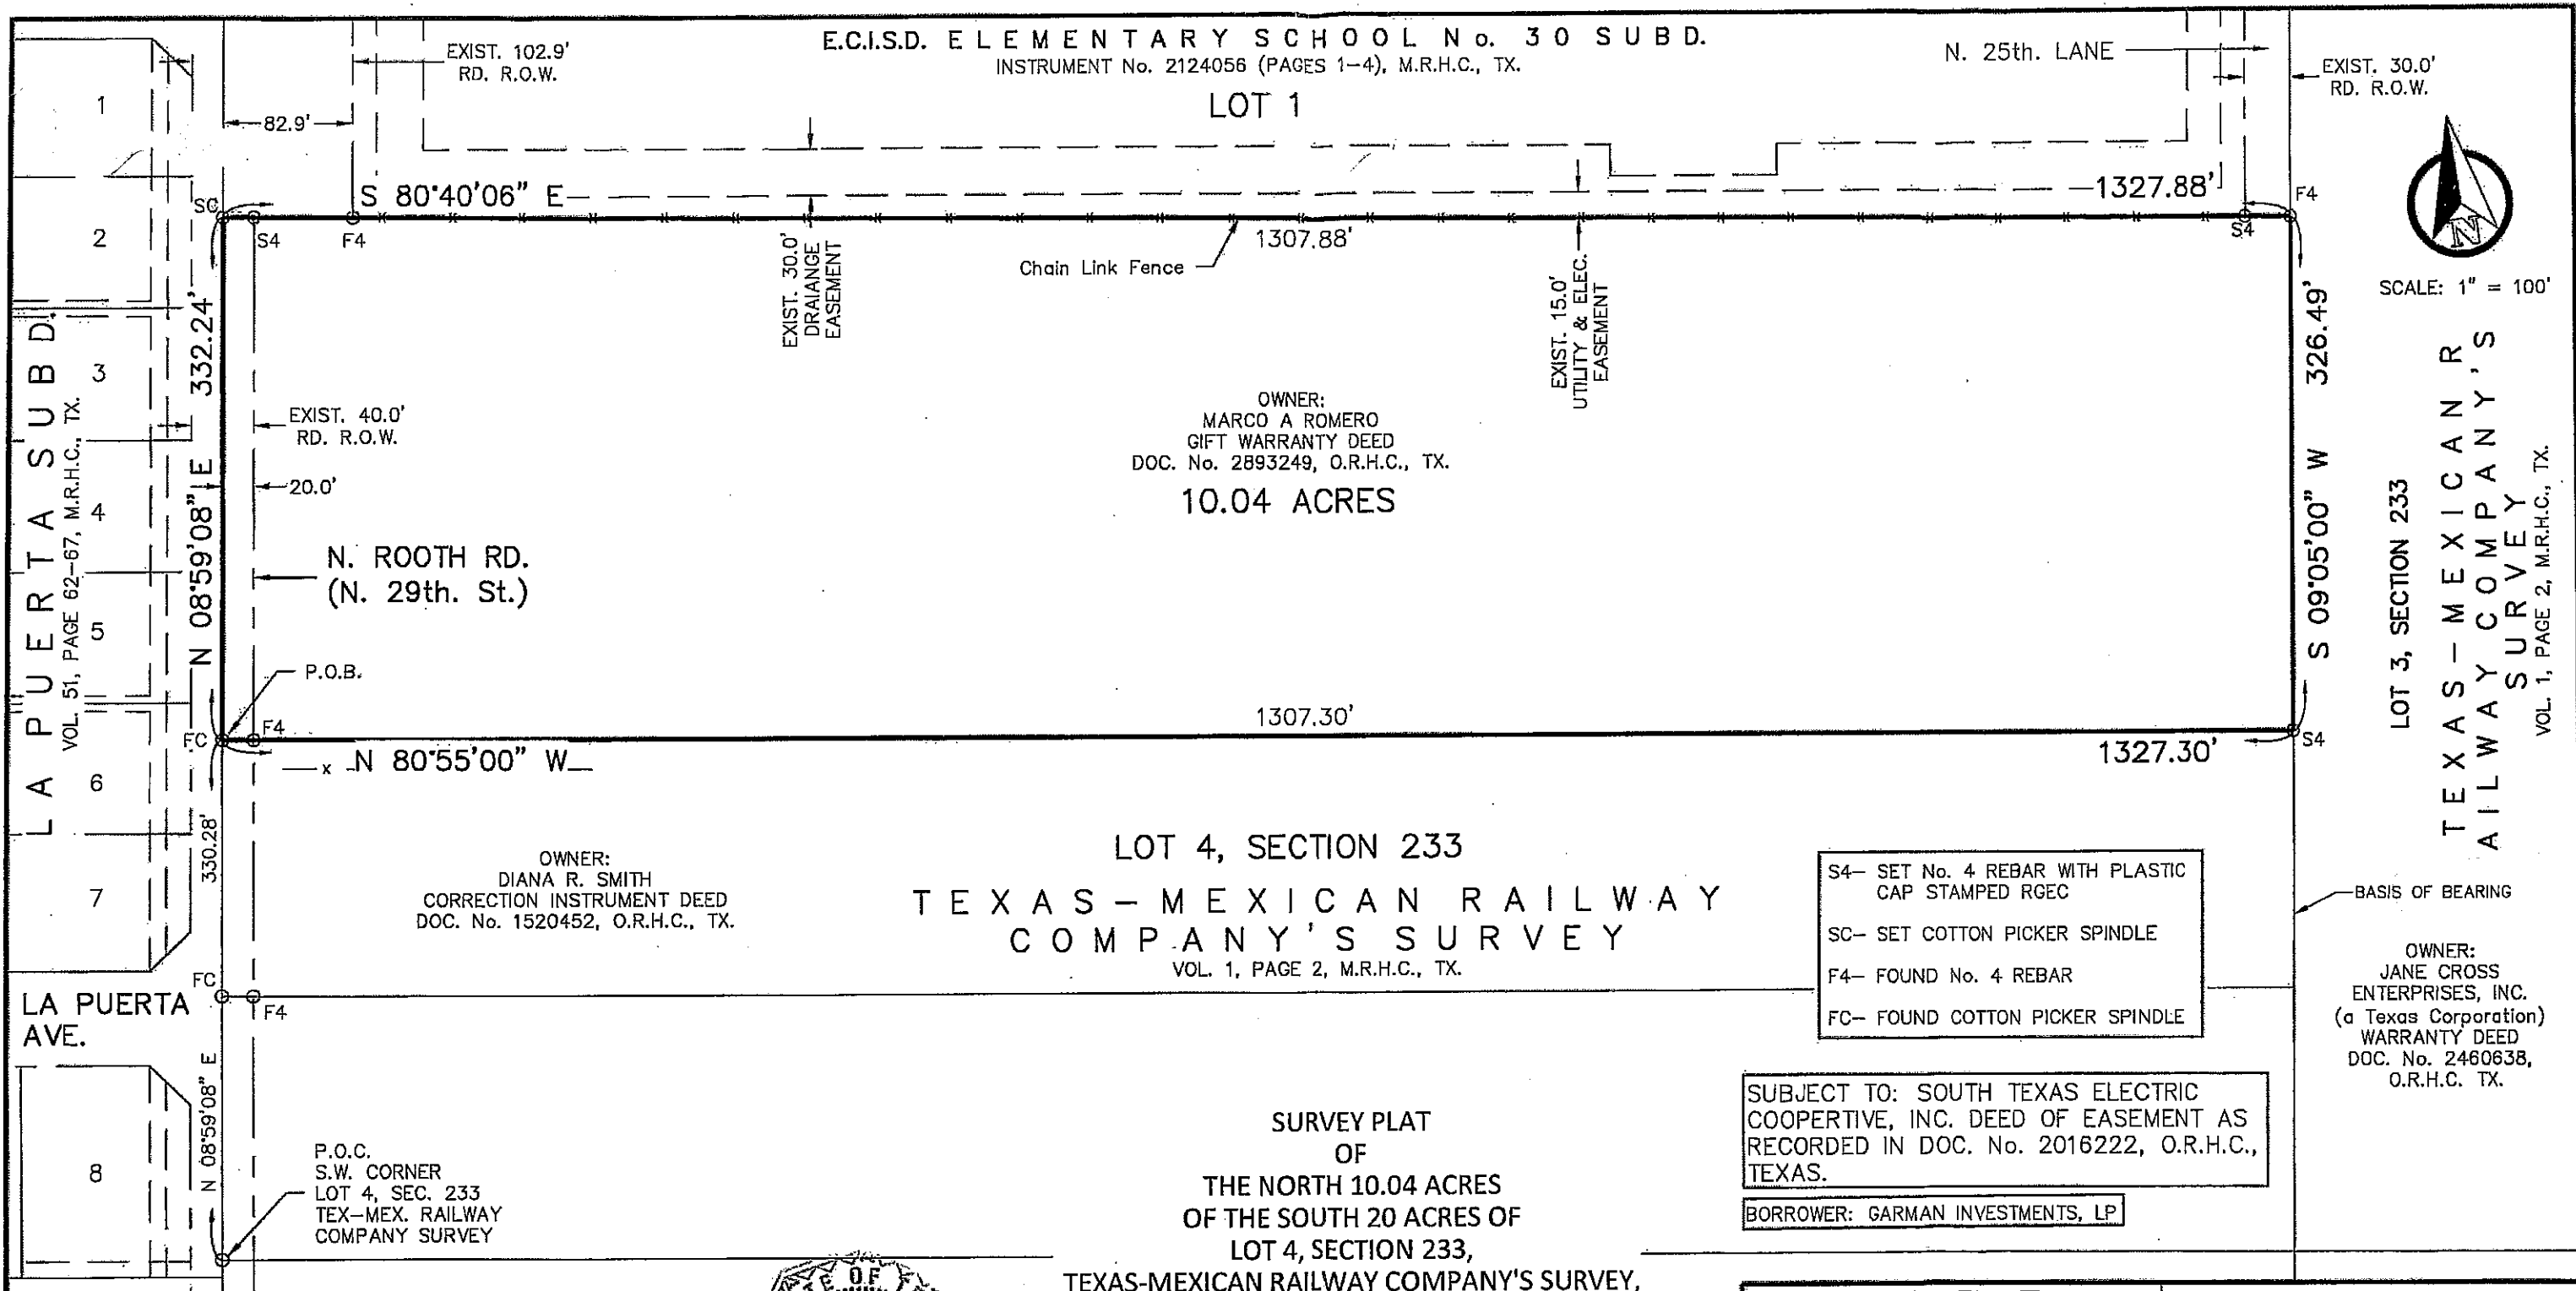 E.C.I.S.D. ELEMENTARY SCHOOL No. 30 SUBD.
INSTRUMENT No. 2124056 (PAGES 1-4), M.R.H.C., TX.
LOT 1
EXIST. 102.9'
RD. R.O.W.
82.9'
N. 25th. LANE
EXIST. 30.0'
RD. R.O.W.
N
SCALE: 1" = 100'
SC
S4
F4
S 80°40'06" E
1327.88'
S4
F4
1307.88'
Chain Link Fence
EXIST. 30.0'
DRAIANGE
EASEMENT
EXIST. 15.0'
UTILITY & ELEC.
EASEMENT
1
2
3
4
5
6
7
8
LA PUERTA SUBD.
VOL. 51, PAGE 62-67, M.R.H.C., TX.
N 08°59'08" E
332.24'
EXIST. 40.0'
RD. R.O.W.
20.0'
N. ROOTH RD.
(N. 29th. St.)
P.O.B.
OWNER:
MARCO A ROMERO
GIFT WARRANTY DEED
DOC. No. 2893249, O.R.H.C., TX.
10.04 ACRES
S 09°05'00" W
326.49'
LOT 3, SECTION 233
TEXAS-MEXICAN R
AILWAY COMPANY'S
SURVEY
VOL. 1, PAGE 2, M.R.H.C., TX.
FC
F4
1307.30'
x N 80°55'00" W
1327.30'
S4
330.28'
OWNER:
DIANA R. SMITH
CORRECTION INSTRUMENT DEED
DOC. No. 1520452, O.R.H.C., TX.
LOT 4, SECTION 233
TEXAS-MEXICAN RAILWAY
COMPANY'S SURVEY
VOL. 1, PAGE 2, M.R.H.C., TX.
S4- SET No. 4 REBAR WITH PLASTIC
CAP STAMPED RGEC
SC- SET COTTON PICKER SPINDLE
F4- FOUND No. 4 REBAR
FC- FOUND COTTON PICKER SPINDLE
BASIS OF BEARING
OWNER:
JANE CROSS
ENTERPRISES, INC.
(a Texas Corporation)
WARRANTY DEED
DOC. No. 2460638,
O.R.H.C. TX.
FC
F4
LA PUERTA
AVE.
N 08°59'08" E
P.O.C.
S.W. CORNER
LOT 4, SEC. 233
TEX-MEX. RAILWAY
COMPANY SURVEY
SURVEY PLAT
OF
THE NORTH 10.04 ACRES
OF THE SOUTH 20 ACRES OF
LOT 4, SECTION 233,
TEXAS-MEXICAN RAILWAY COMPANY'S SURVEY,
SUBJECT TO: SOUTH TEXAS ELECTRIC
COOPERTIVE, INC. DEED OF EASEMENT AS
RECORDED IN DOC. No. 2016222, O.R.H.C.,
TEXAS.
BORROWER: GARMAN INVESTMENTS, LP
OF